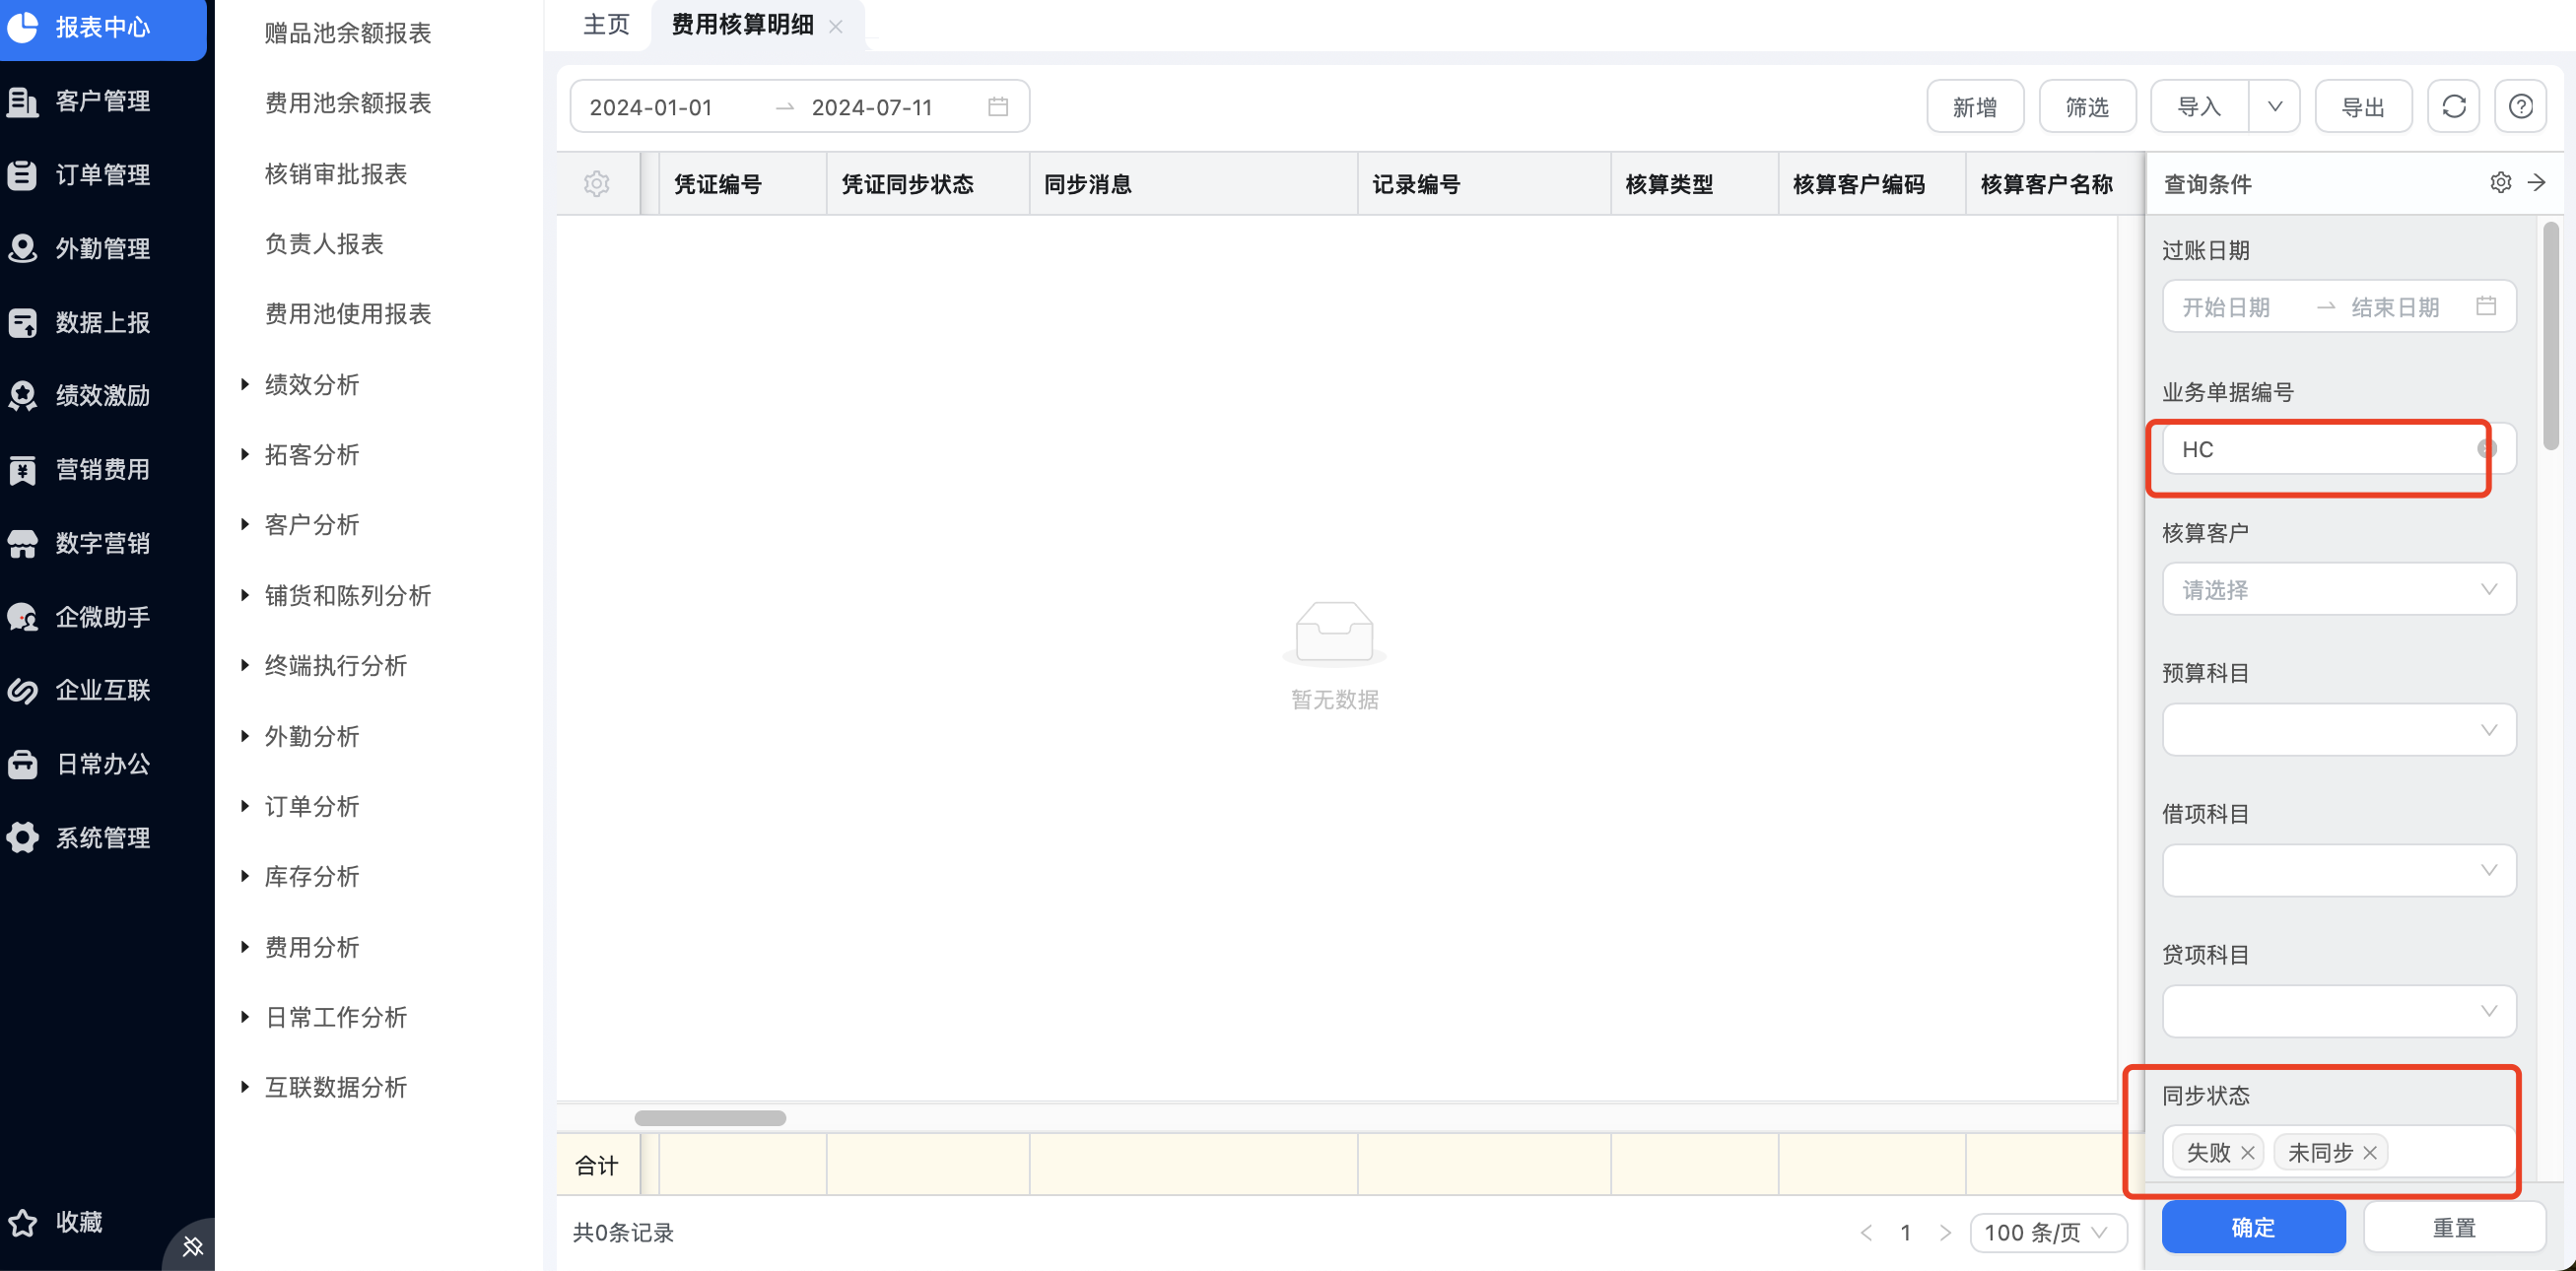 报表中心
客户管理
订单管理
外勤管理
数据上报
绩效激励
营销费用
数字营销
企微助手
企业互联
日常办公
系统管理
收藏
赠品池余额报表
费用池余额报表
核销审批报表
负责人报表
费用池使用报表
绩效分析
拓客分析
客户分析
铺货和陈列分析
终端执行分析
外勤分析
订单分析
库存分析
费用分析
日常工作分析
互联数据分析
主页 费用核算明细
2024-01-01 2024-07-11 新增 筛选 导入 导出
凭证编号 凭证同步状态 同步消息 记录编号 核算类型 核算客户编码 核算客户名称
暂无数据
合计
共0条记录 1 100 条/页
查询条件
过账日期
开始日期 结束日期
业务单据编号
HC
核算客户
请选择
预算科目
借项科目
贷项科目
同步状态
失败 未同步
确定 重置